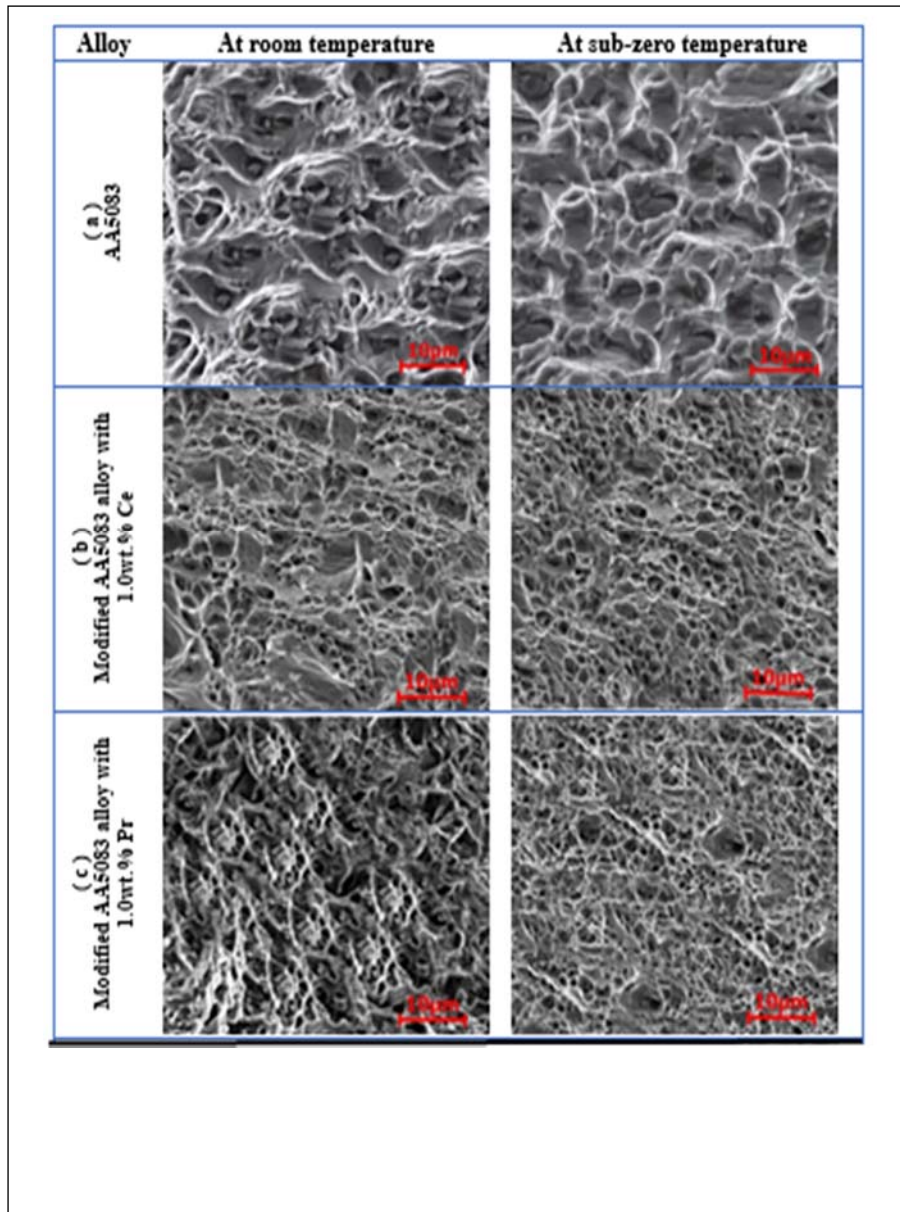 Alloy
At room temperature
At sub-zero temperature
( a )
AA5083
10µm
10µm
( b )
Modified AA5083 alloy with
1.0wt.% Ce
10µm
10µm
( c )
Modified AA5083 alloy with
1.0wt.% Pr
10µm
10µm